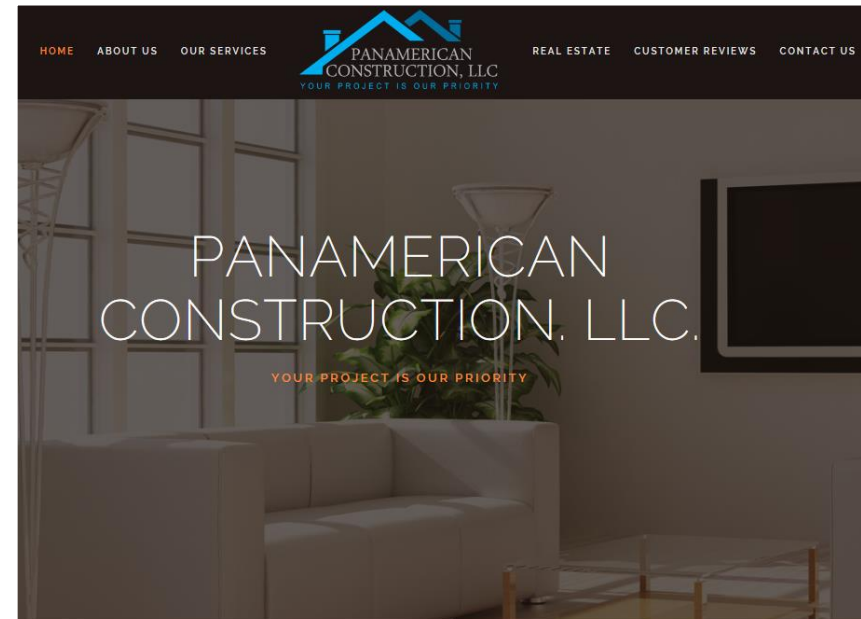 HOME
ABOUT US
OUR SERVICES
PANAMERICAN
CONSTRUCTION, LLC
YOUR PROJECT IS OUR PRIORITY
REAL ESTATE
CUSTOMER REVIEWS
CONTACT US
PANAMERICAN
CONSTRUCTION. LLC.
YOUR PROJECT IS OUR PRIORITY